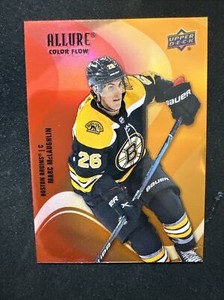 ALLURE
COLOR FLOW
UPPER DECK
BOSTON BRUINS | C
MARC McLAUGHLIN
26
B
BAUER